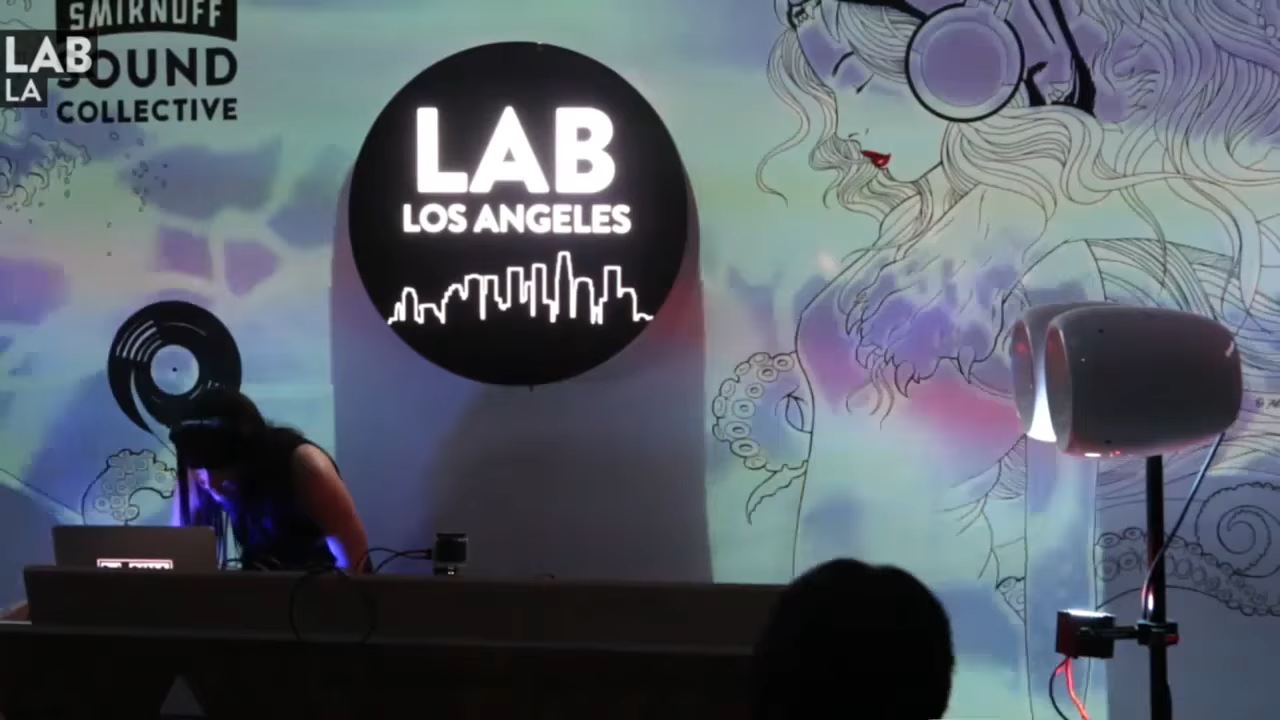 SMIRNOFF
SOUND
COLLECTIVE
LAB
LA
LAB
LOS ANGELES